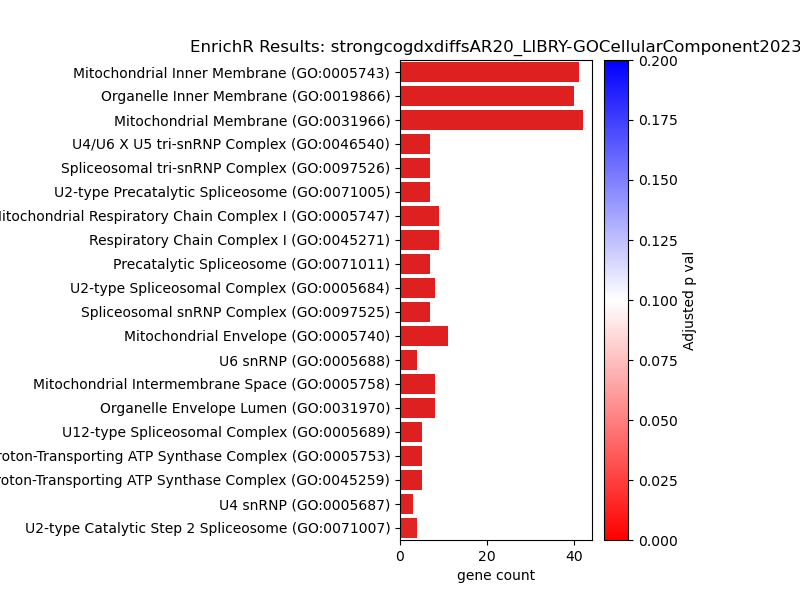 EnrichR Results: strongcogdxdiffsAR20_LIBRY-GOCellularComponent2023
Mitochondrial Inner Membrane (GO:0005743)
Organelle Inner Membrane (GO:0019866)
Mitochondrial Membrane (GO:0031966)
U4/U6 X U5 tri-snRNP Complex (GO:0046540)
Spliceosomal tri-snRNP Complex (GO:0097526)
U2-type Precatalytic Spliceosome (GO:0071005)
itochondrial Respiratory Chain Complex I (GO:0005747)
Respiratory Chain Complex I (GO:0045271)
Precatalytic Spliceosome (GO:0071011)
U2-type Spliceosomal Complex (GO:0005684)
Spliceosomal snRNP Complex (GO:0097525)
Mitochondrial Envelope (GO:0005740)
U6 snRNP (GO:0005688)
Mitochondrial Intermembrane Space (GO:0005758)
Organelle Envelope Lumen (GO:0031970)
U12-type Spliceosomal Complex (GO:0005689)
roton-Transporting ATP Synthase Complex (GO:0005753)
roton-Transporting ATP Synthase Complex (GO:0045259)
U4 snRNP (GO:0005687)
U2-type Catalytic Step 2 Spliceosome (GO:0071007)
0 20 40
gene count
0.200
0.175
0.150
0.125
0.100
0.075
0.050
0.025
0.000
Adjusted p val